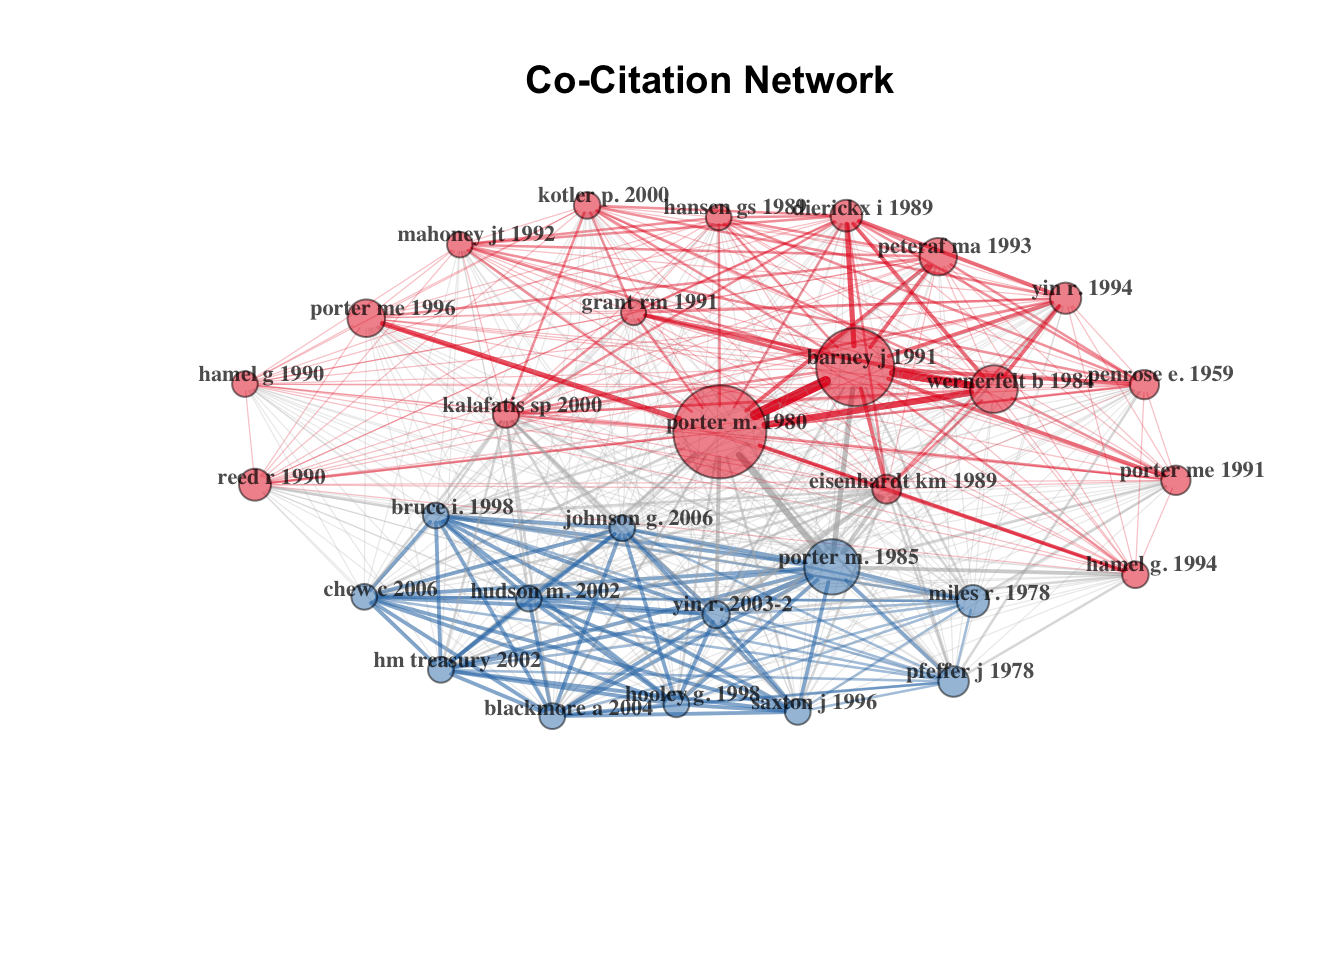 Co-Citation Network
kotler p. 2000
hansen gs 1989
dierickx i 1989
mahoney jt 1992
peteraf ma 1993
yin r. 1994
porter me 1996
grant rm 1991
barney j 1991
hamel g 1990
wernerfelt b 1984
penrose e. 1959
kalafatis sp 2000
porter m. 1980
reed r 1990
eisenhardt km 1989
porter me 1991
bruce i. 1998
johnson g. 2006
porter m. 1985
hamel g. 1994
chew c 2006
hudson m. 2002
yin r. 2003-2
miles r. 1978
hm treasury 2002
pfeffer j 1978
blackmore a 2004
hooley g. 1998
saxton j 1996